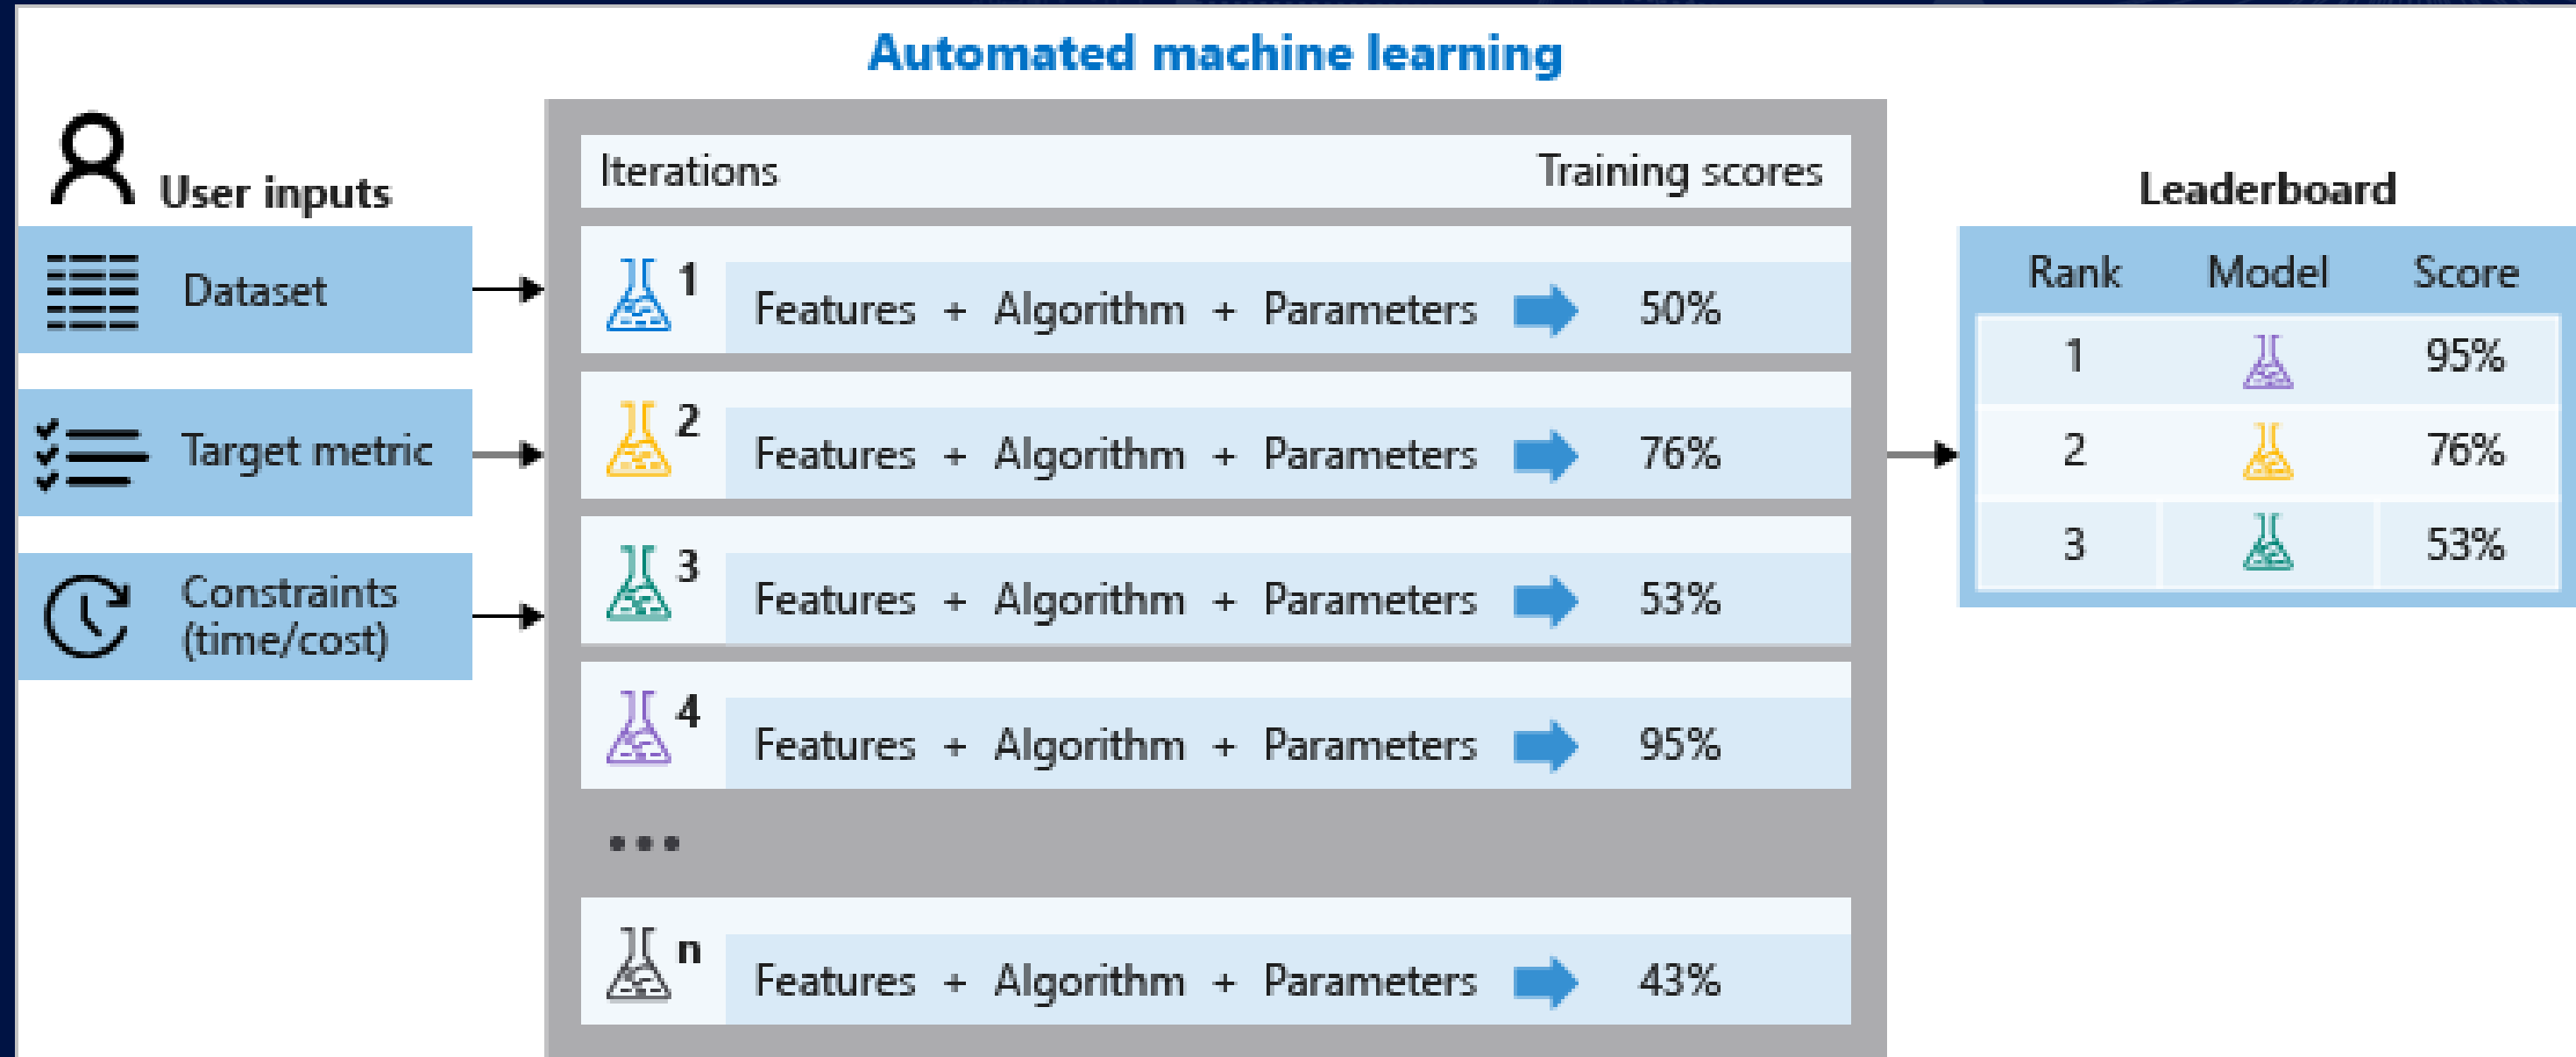 Automated machine learning
User inputs
Dataset
Target metric
Constraints
(time/cost)
Iterations Training scores
1 Features + Algorithm + Parameters 50%
2 Features + Algorithm + Parameters 76%
3 Features + Algorithm + Parameters 53%
4 Features + Algorithm + Parameters 95%
...
n Features + Algorithm + Parameters 43%
Leaderboard
Rank Model Score
1 95%
2 76%
3 53%